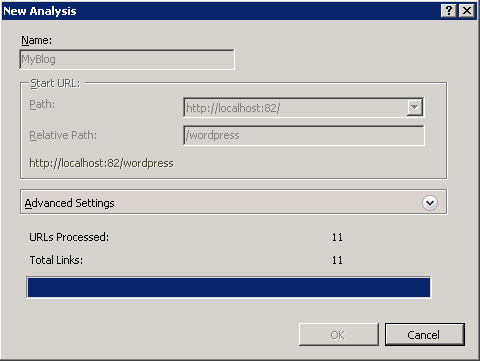 New Analysis
Name:
MyBlog
Start URL:
Path:
http://localhost:82/
Relative Path:
/wordpress
http://localhost:82/wordpress
Advanced Settings
URLs Processed: 11
Total Links: 11
OK Cancel